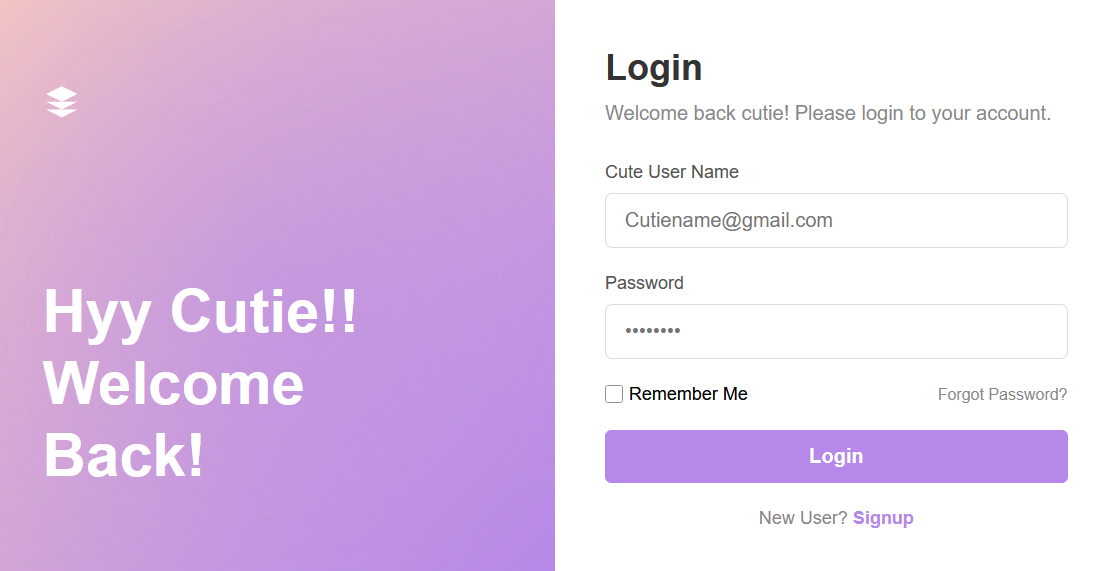 Hyy Cutie!!
Welcome
Back!
Login
Welcome back cutie! Please login to your account.
Cute User Name
Cutiename@gmail.com
Password
••••••••
Remember Me
Forgot Password?
Login
New User? Signup